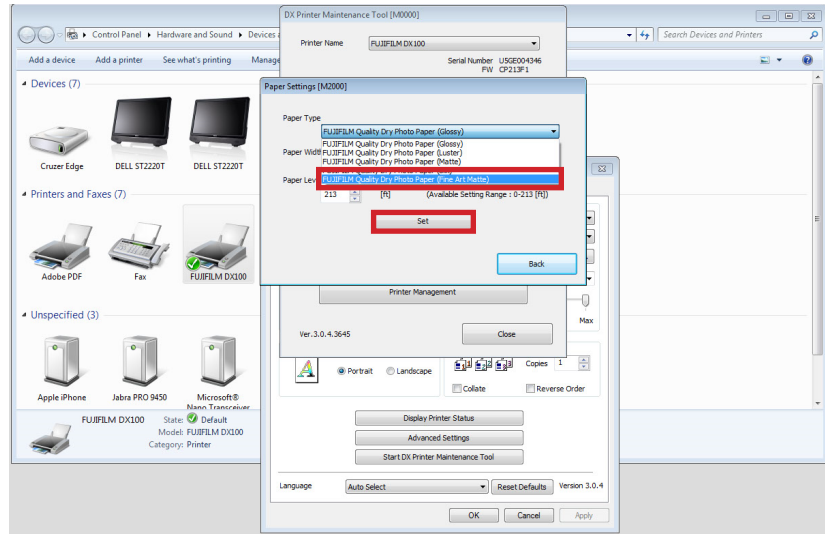 DX Printer Maintenance Tool [M0000]
Control Panel ▸ Hardware and Sound ▸ Devices a
Search Devices and Printers
Printer Name FUJIFILM DX100
Serial Number U5GE004346
FW CP213F1
Add a device Add a printer See what's printing Manage
Devices (7)
Paper Settings [M2000]
Paper Type
FUJIFILM Quality Dry Photo Paper (Glossy)
FUJIFILM Quality Dry Photo Paper (Glossy)
Paper Widt FUJIFILM Quality Dry Photo Paper (Luster)
FUJIFILM Quality Dry Photo Paper (Matte)
Paper Lev FUJIFILM Quality Dry Photo Paper (Fine Art Matte)
213 [ft] (Available Setting Range : 0-213 [ft])
Set
Back
Cruzer Edge DELL ST2220T DELL ST2220T
Printers and Faxes (7)
Adobe PDF Fax FUJIFILM DX100
Printer Management
Max
Unspecified (3)
Ver.3.0.4.3645 Close
Portrait Landscape Copies 1
Collate Reverse Order
Apple iPhone Jabra PRO 9450 Microsoft®
Nano Transceiver
FUJIFILM DX100 State: Default
Model: FUJIFILM DX100
Category: Printer
Display Printer Status
Advanced Settings
Start DX Printer Maintenance Tool
Language Auto Select Reset Defaults Version 3.0.4
OK Cancel Apply